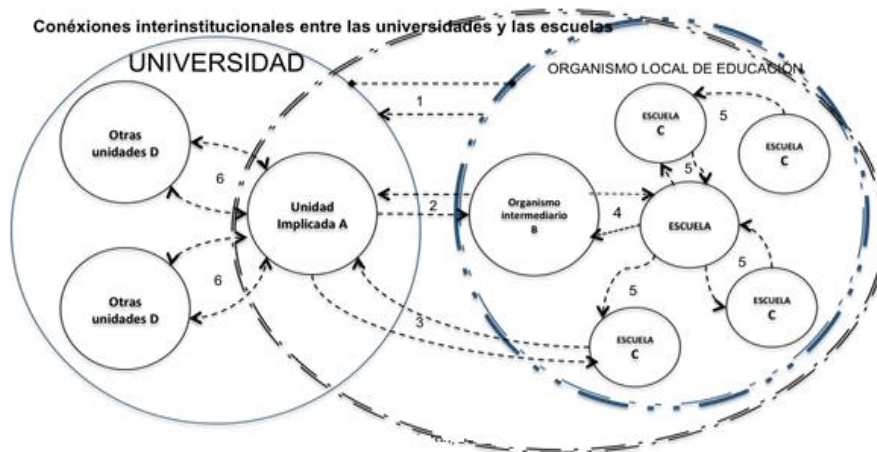 Conéxiones interinstitucionales entre las universidades y las escuelas
UNIVERSIDAD
ORGANISMO LOCAL DE EDUCACIÓN
1
Otras
unidades D
6
Unidad
Implicada A
2
Organismo
intermediario
B
4
ESCUELA
C
5
ESCUELA
C
5
ESCUELA
5
ESCUELA
C
5
ESCUELA
C
3
Otras
unidades D
6